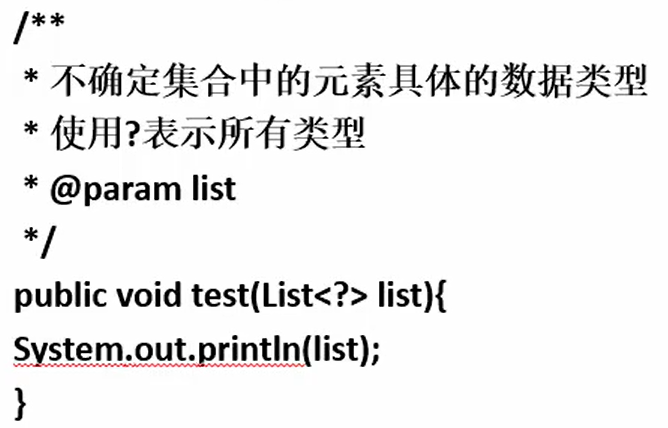 /**
* 不确定集合中的元素具体的数据类型
* 使用?表示所有类型
* @param list
*/
public void test(List<?> list){
System.out.println(list);
}